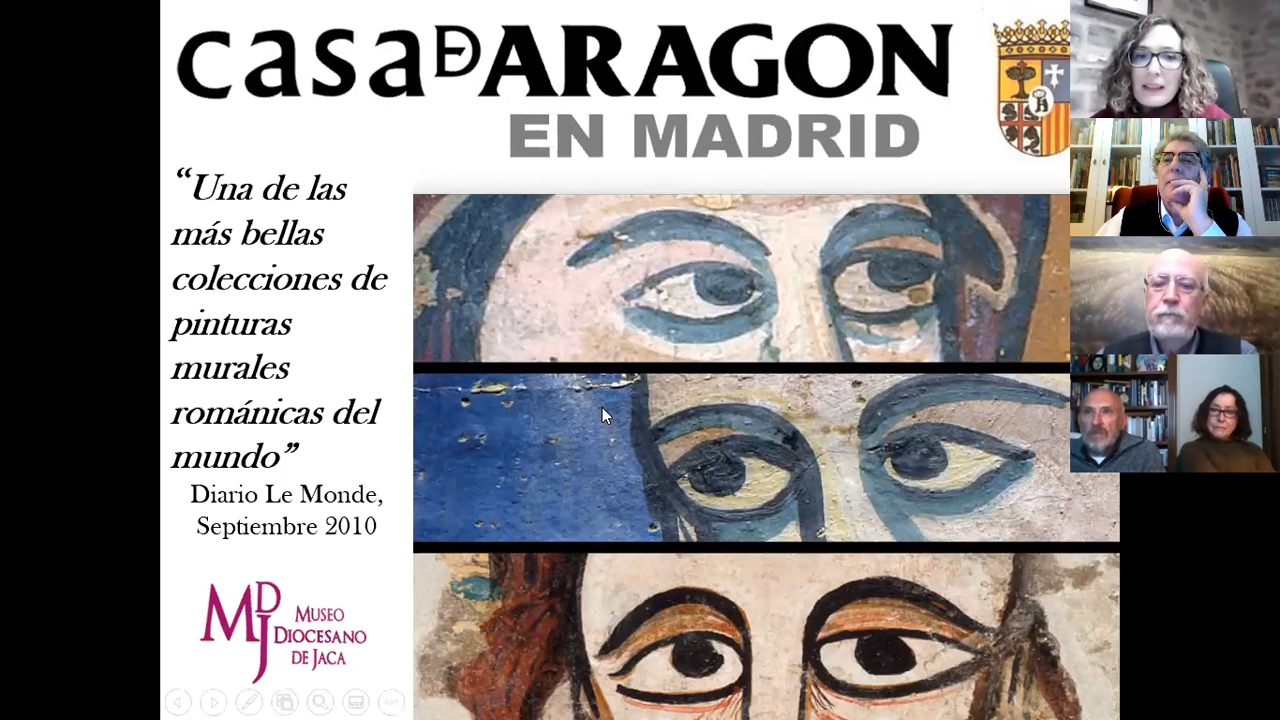 casa DE ARAGON
EN MADRID
“Una de las
más bellas
colecciones de
pinturas
murales
románicas del
mundo”
Diario Le Monde,
Septiembre 2010
MDJ MUSEO
DIOCESANO
DE JACA